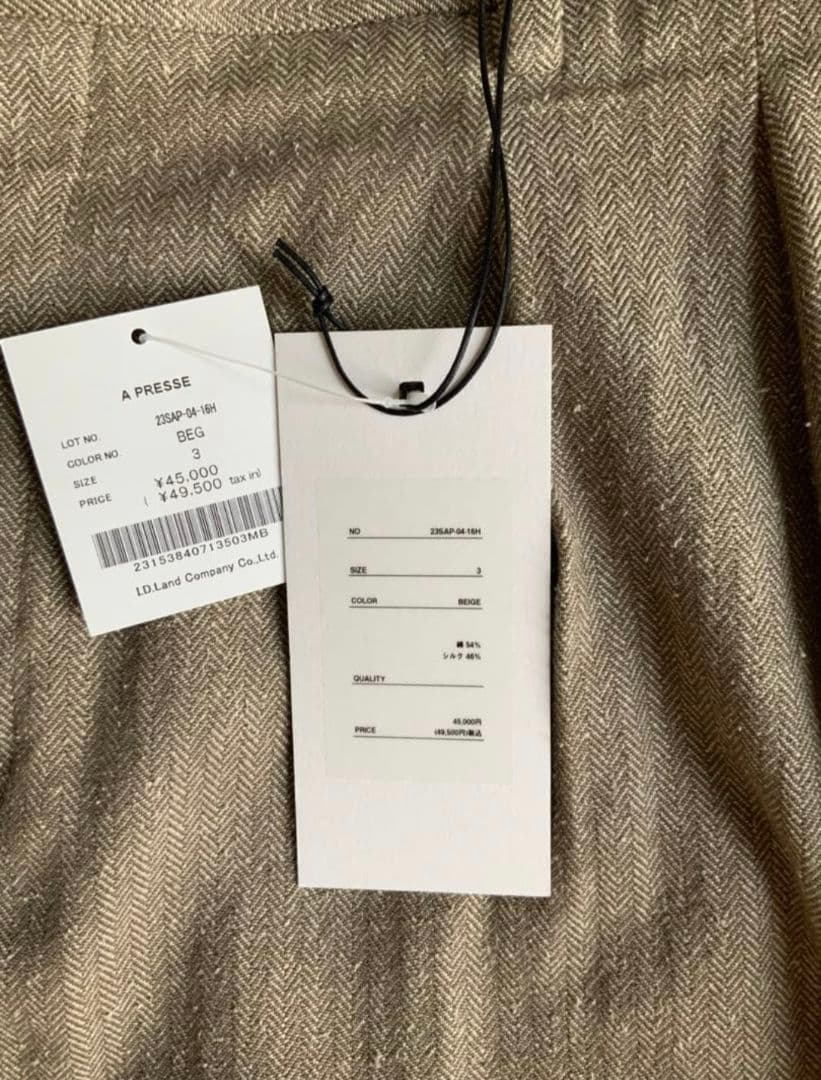 A PRESSE
LOT NO. 23SAP-04-16H
COLOR NO. BEG
SIZE 3
PRICE ¥45,000
( ¥49,500 tax in)
23153840713503MB
I.D.Land Company Co.,Ltd.
NO 23SAP-04-16H
SIZE 3
COLOR BEIGE
綿 54%
シルク 46%
QUALITY
45,000円
PRICE (49,500円)税込